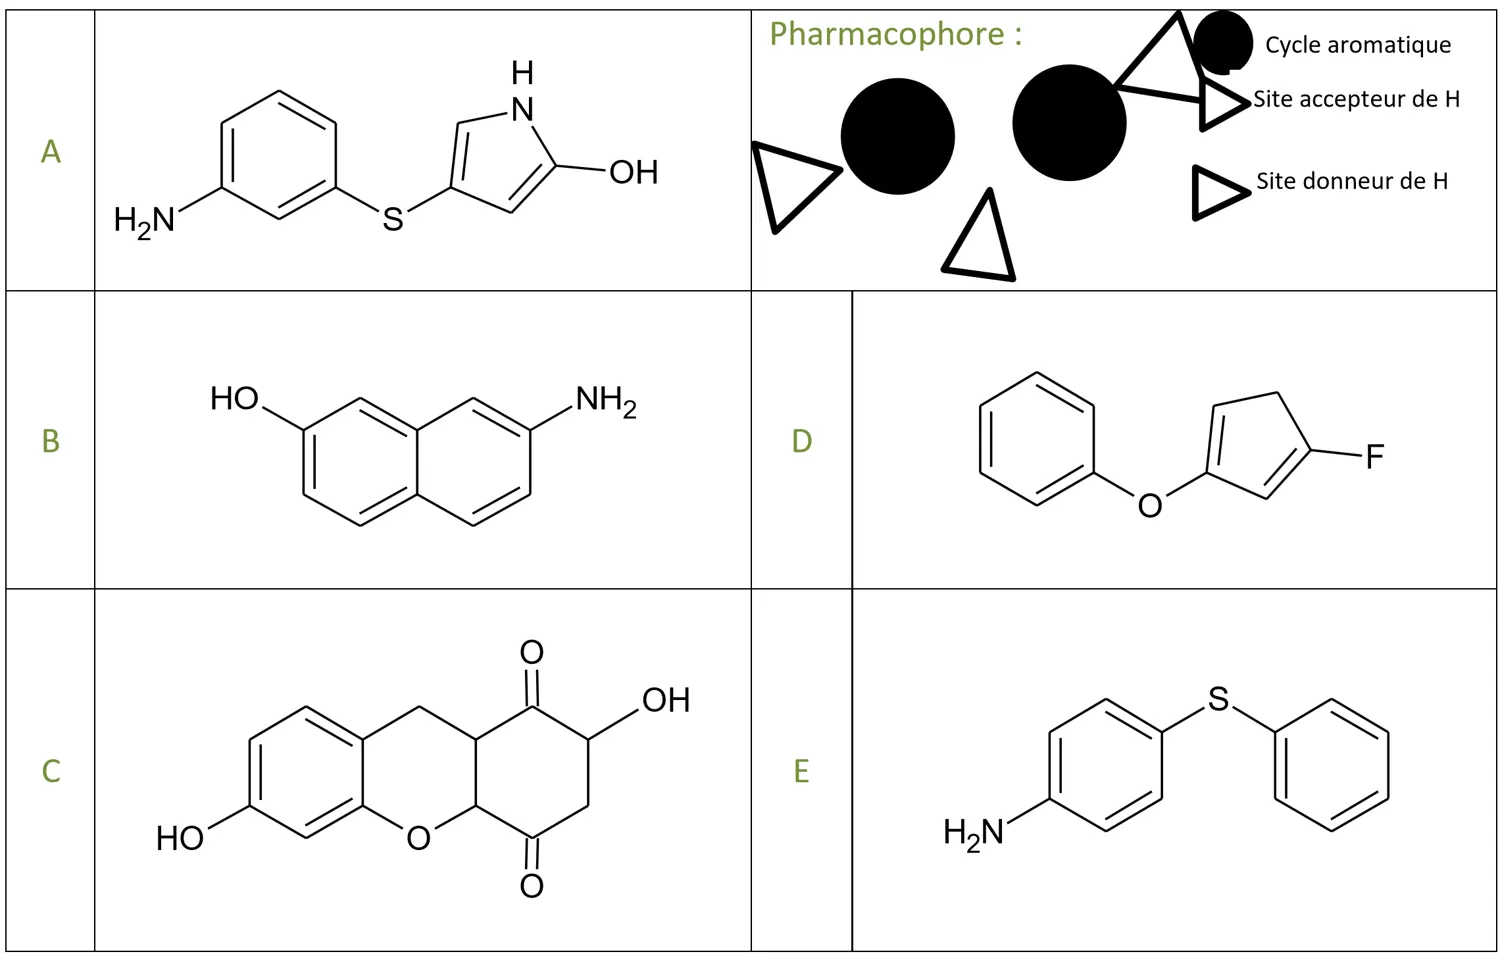 Pharmacophore :
Cycle aromatique
Site accepteur de H
Site donneur de H
A
H
N
OH
S
H₂N
B
HO
NH₂
D
F
O
C
O
OH
HO
O
O
E
S
H₂N